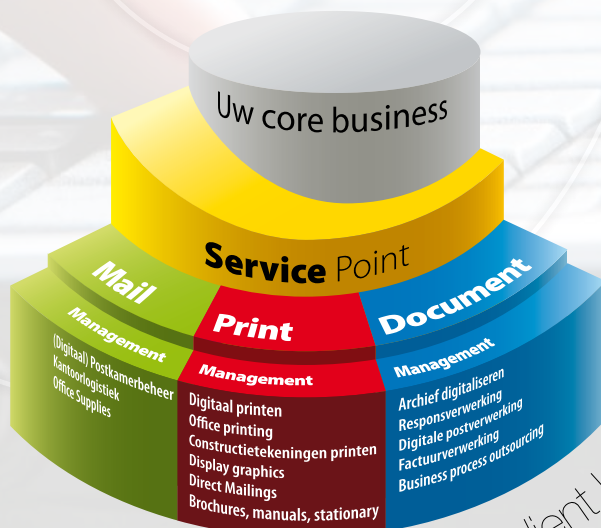 Uw core business
Service Point
Mail
Management
(Digitaal) Postkamerbeheer
Kantoorlogistiek
Office Supplies
Print
Management
Digitaal printen
Office printing
Constructietekeningen printen
Display graphics
Direct Mailings
Brochures, manuals, stationary
Document
Management
Archief digitaliseren
Responsverwerking
Digitale postverwerking
Factuurverwerking
Business process outsourcing